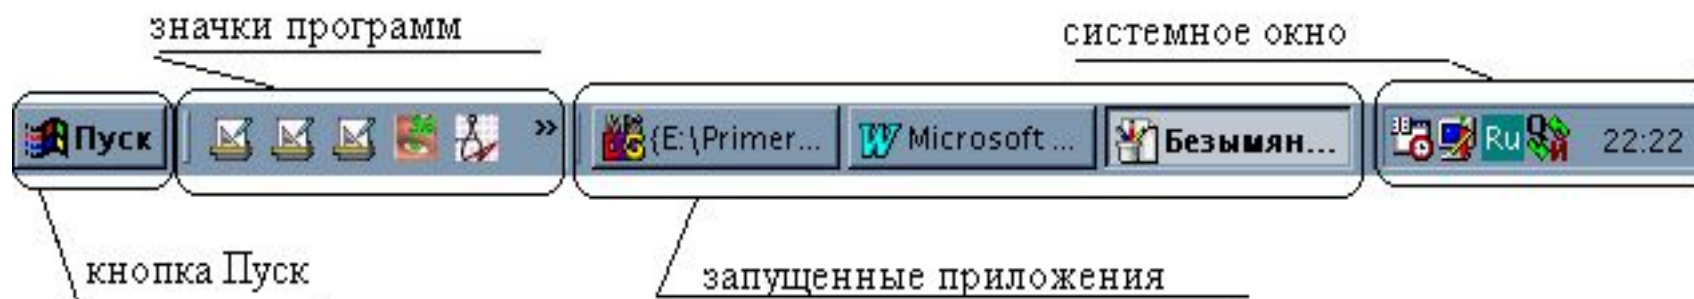 значки программ
системное окно
Пуск » {E:\Primer... Microsoft ... Безымян... Ru 22:22
кнопка Пуск
запущенные приложения